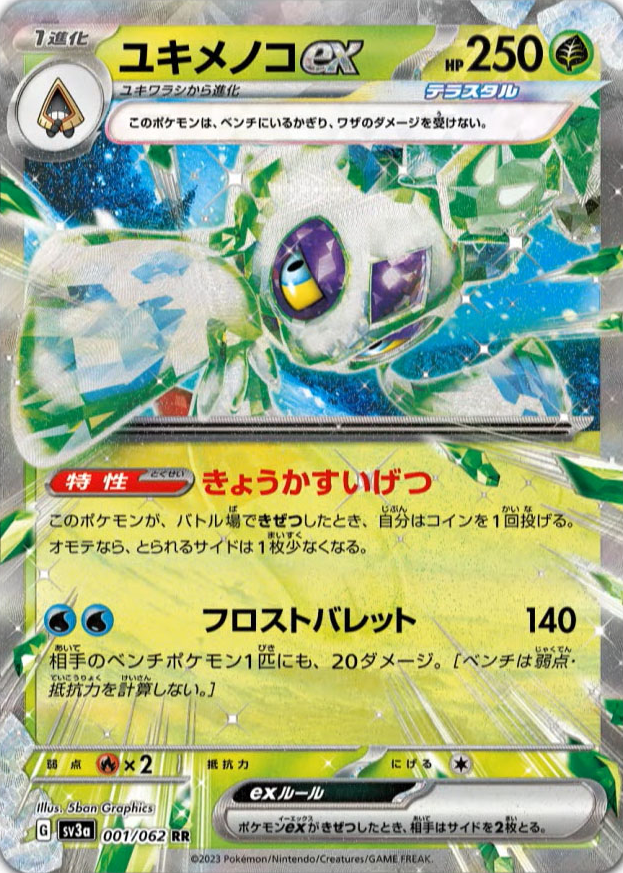 1進化
ユキメノコex HP250
ユキワラシから進化 テラスタル
このポケモンは、ベンチにいるかぎり、ワザのダメージを受けない。
特性 とくせい きょうかすいげつ
このポケモンが、バトル場できぜつしたとき、自分はコインを1回投げる。
オモテなら、とられるサイドは1枚少なくなる。
フロストバレット 140
相手のベンチポケモン1匹にも、20ダメージ。[ベンチは弱点・
抵抗力を計算しない。]
弱点 ×2 抵抗力 にげる
exルール
ポケモンexがきぜつしたとき、相手はサイドを2枚とる。
Illus. 5ban Graphics
G sv3a 001/062 RR
©2023 Pokémon/Nintendo/Creatures/GAME FREAK.